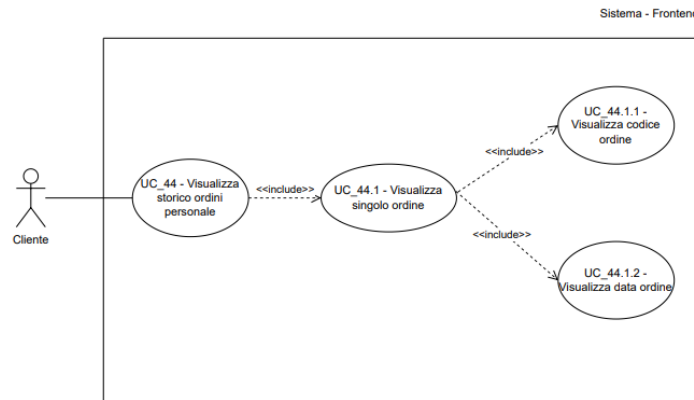 Sistema - Frontend
UC_44.1.1 -
Visualizza codice
ordine
<<include>>
UC_44 - Visualizza
storico ordini
personale
<<include>>
UC_44.1 - Visualizza
singolo ordine
Cliente
<<include>>
UC_44.1.2 -
Visualizza data ordine